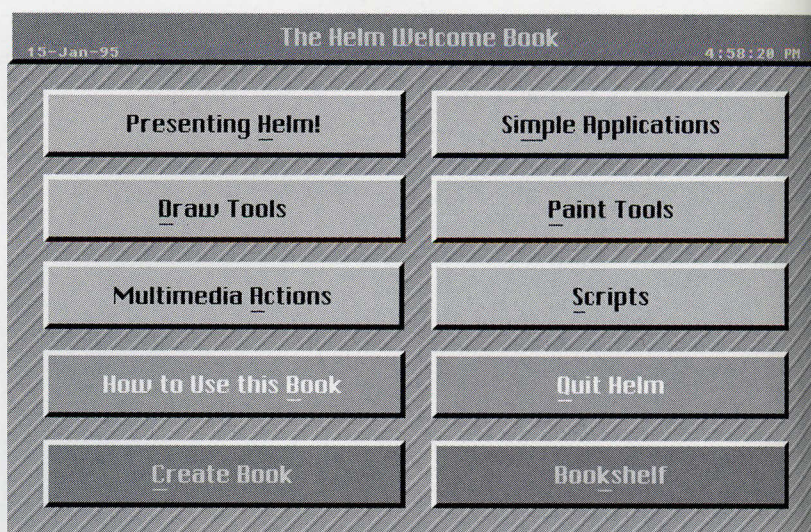 The Helm Welcome Book
15-Jan-95 4:58:20 PM
Presenting Helm! Simple Applications
Draw Tools Paint Tools
Multimedia Actions Scripts
How to Use this Book Quit Helm
Create Book Bookshelf